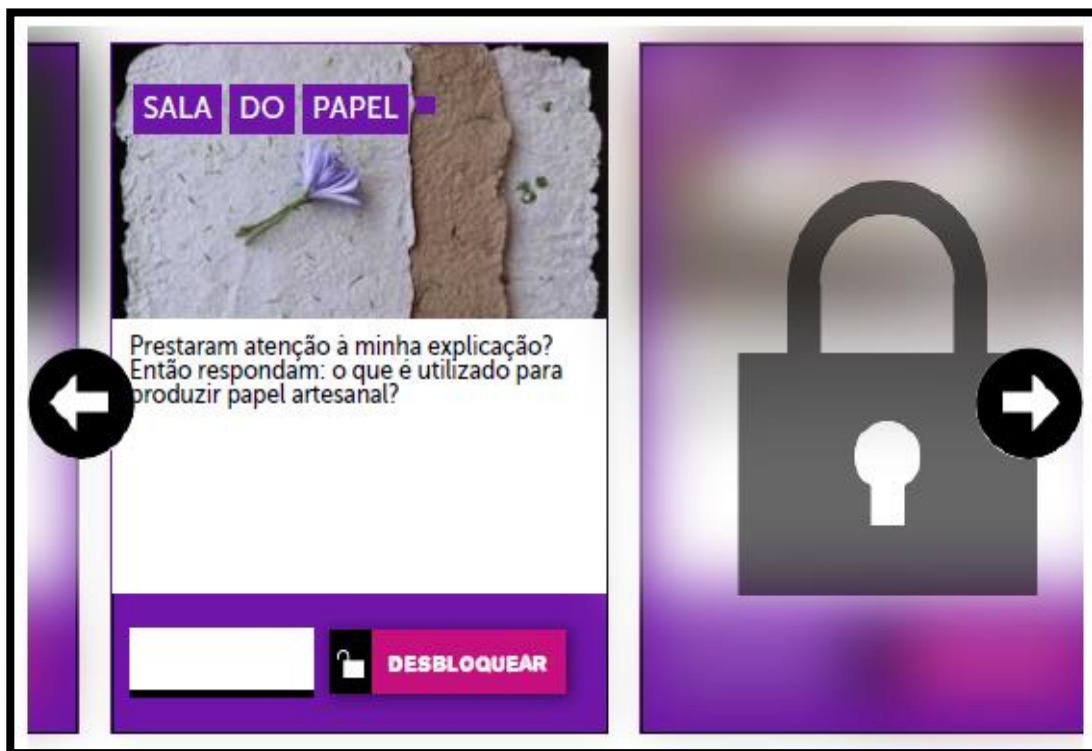 SALA DO PAPEL
Prestaram atenção à minha explicação?
Então respondam: o que é utilizado para
produzir papel artesanal?
DESBLOQUEAR